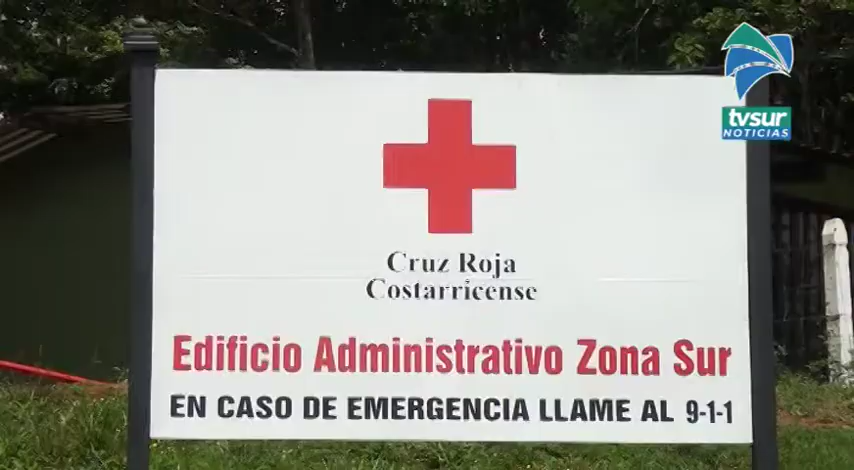 tvsur
NOTICIAS
Cruz Roja
Costarricense
Edificio Administrativo Zona Sur
EN CASO DE EMERGENCIA LLAME AL 9-1-1